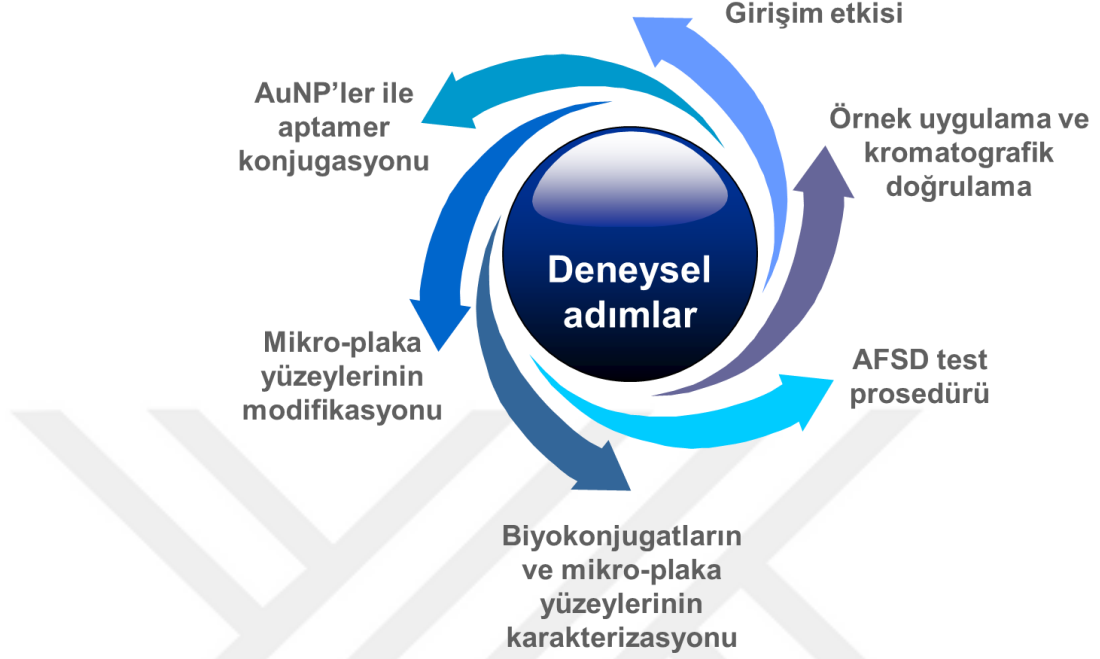 Girişim etkisi
AuNP’ler ile
aptamer
konjugasyonu
Örnek uygulama ve
kromatografik
doğrulama
Deneysel
adımlar
Mikro-plaka
yüzeylerinin
modifikasyonu
AFSD test
prosedürü
Biyokonjugatların
ve mikro-plaka
yüzeylerinin
karakterizasyonu